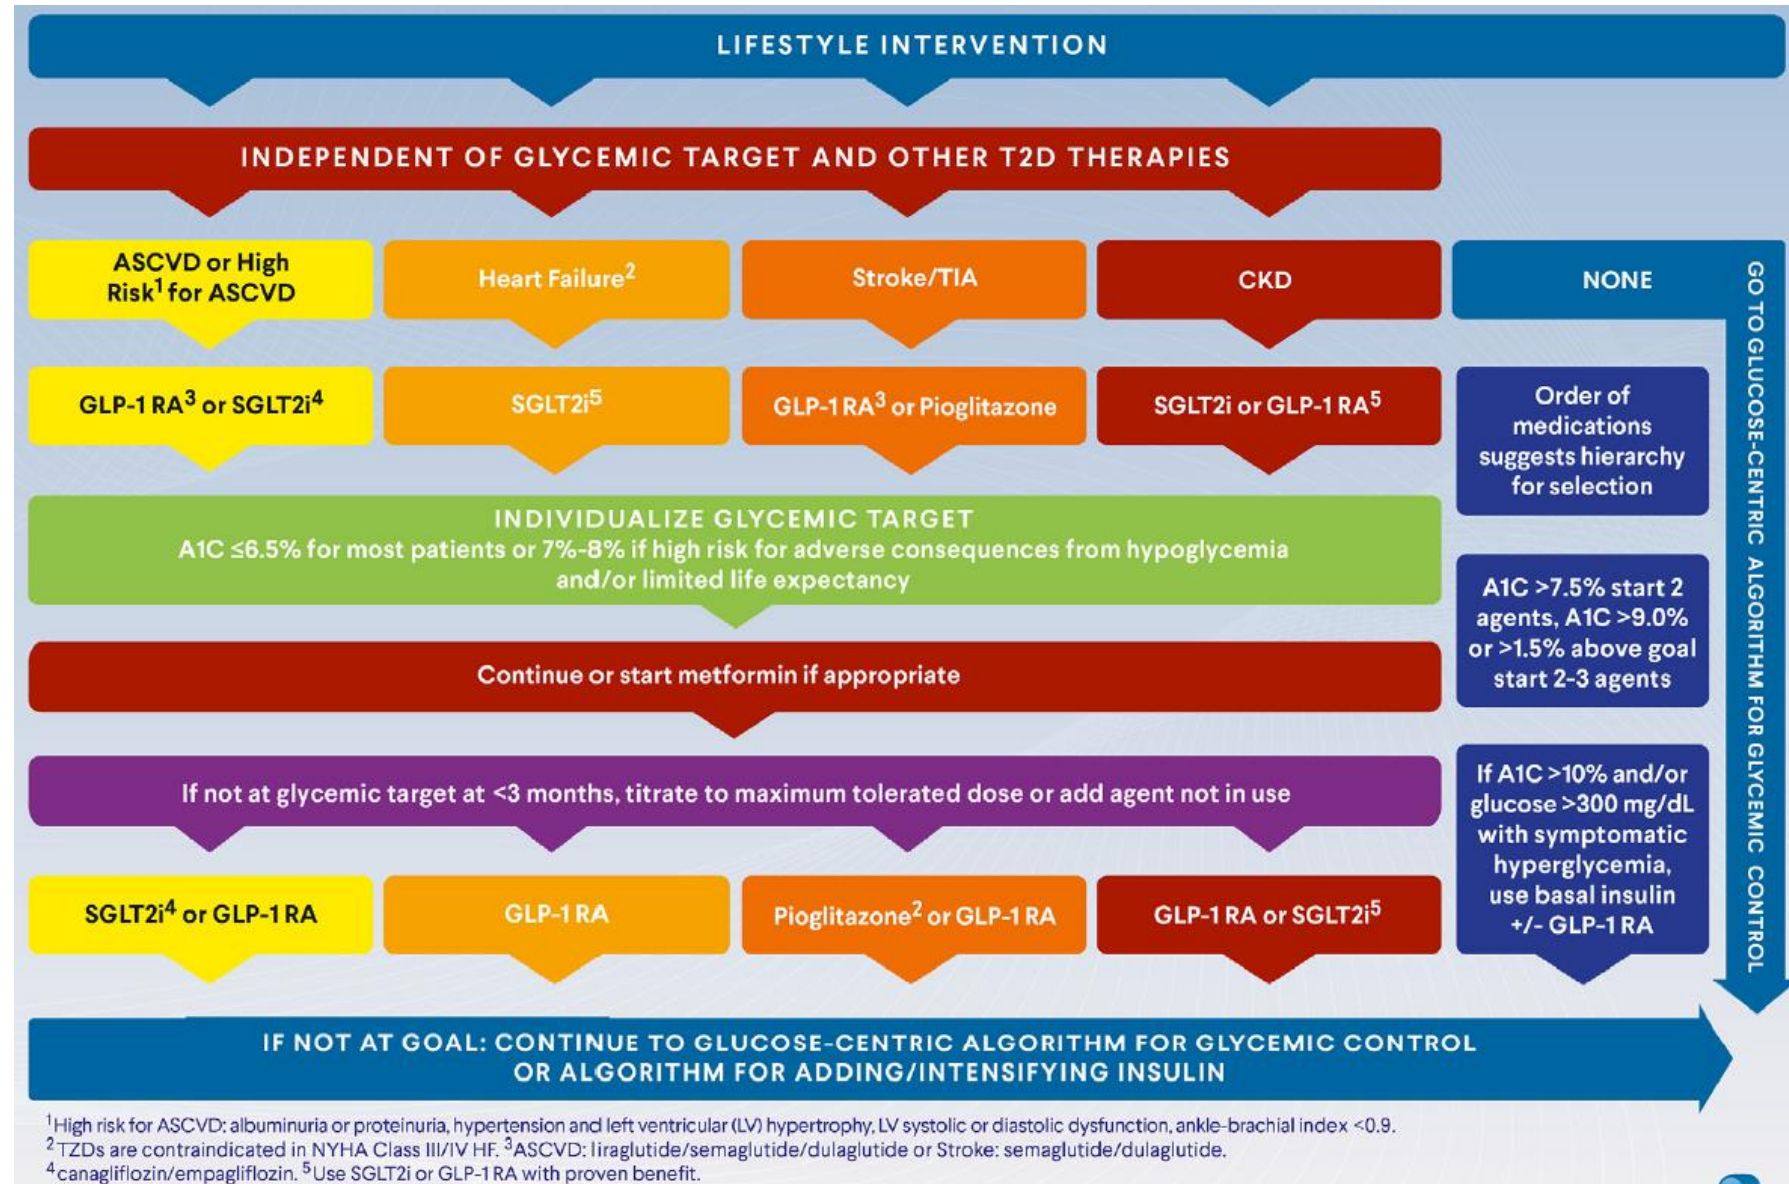 LIFESTYLE INTERVENTION
INDEPENDENT OF GLYCEMIC TARGET AND OTHER T2D THERAPIES
ASCVD or High
Risk¹ for ASCVD
Heart Failure²
Stroke/TIA
CKD
NONE
GLP-1 RA³ or SGLT2i⁴
SGLT2i⁵
GLP-1 RA³ or Pioglitazone
SGLT2i or GLP-1 RA⁵
Order of
medications
suggests hierarchy
for selection
INDIVIDUALIZE GLYCEMIC TARGET
A1C ≤6.5% for most patients or 7%-8% if high risk for adverse consequences from hypoglycemia
and/or limited life expectancy
A1C >7.5% start 2
agents, A1C >9.0%
or >1.5% above goal
start 2-3 agents
Continue or start metformin if appropriate
If not at glycemic target at <3 months, titrate to maximum tolerated dose or add agent not in use
If A1C >10% and/or
glucose >300 mg/dL
with symptomatic
hyperglycemia,
use basal insulin
+/- GLP-1 RA
SGLT2i⁴ or GLP-1 RA
GLP-1 RA
Pioglitazone² or GLP-1 RA
GLP-1 RA or SGLT2i⁵
GO TO GLUCOSE-CENTRIC ALGORITHM FOR GLYCEMIC CONTROL
IF NOT AT GOAL: CONTINUE TO GLUCOSE-CENTRIC ALGORITHM FOR GLYCEMIC CONTROL
OR ALGORITHM FOR ADDING/INTENSIFYING INSULIN
¹High risk for ASCVD: albuminuria or proteinuria, hypertension and left ventricular (LV) hypertrophy, LV systolic or diastolic dysfunction, ankle-brachial index <0.9.
²TZDs are contraindicated in NYHA Class III/IV HF. ³ASCVD: liraglutide/semaglutide/dulaglutide or Stroke: semaglutide/dulaglutide.
⁴canagliflozin/empagliflozin. ⁵Use SGLT2i or GLP-1 RA with proven benefit.